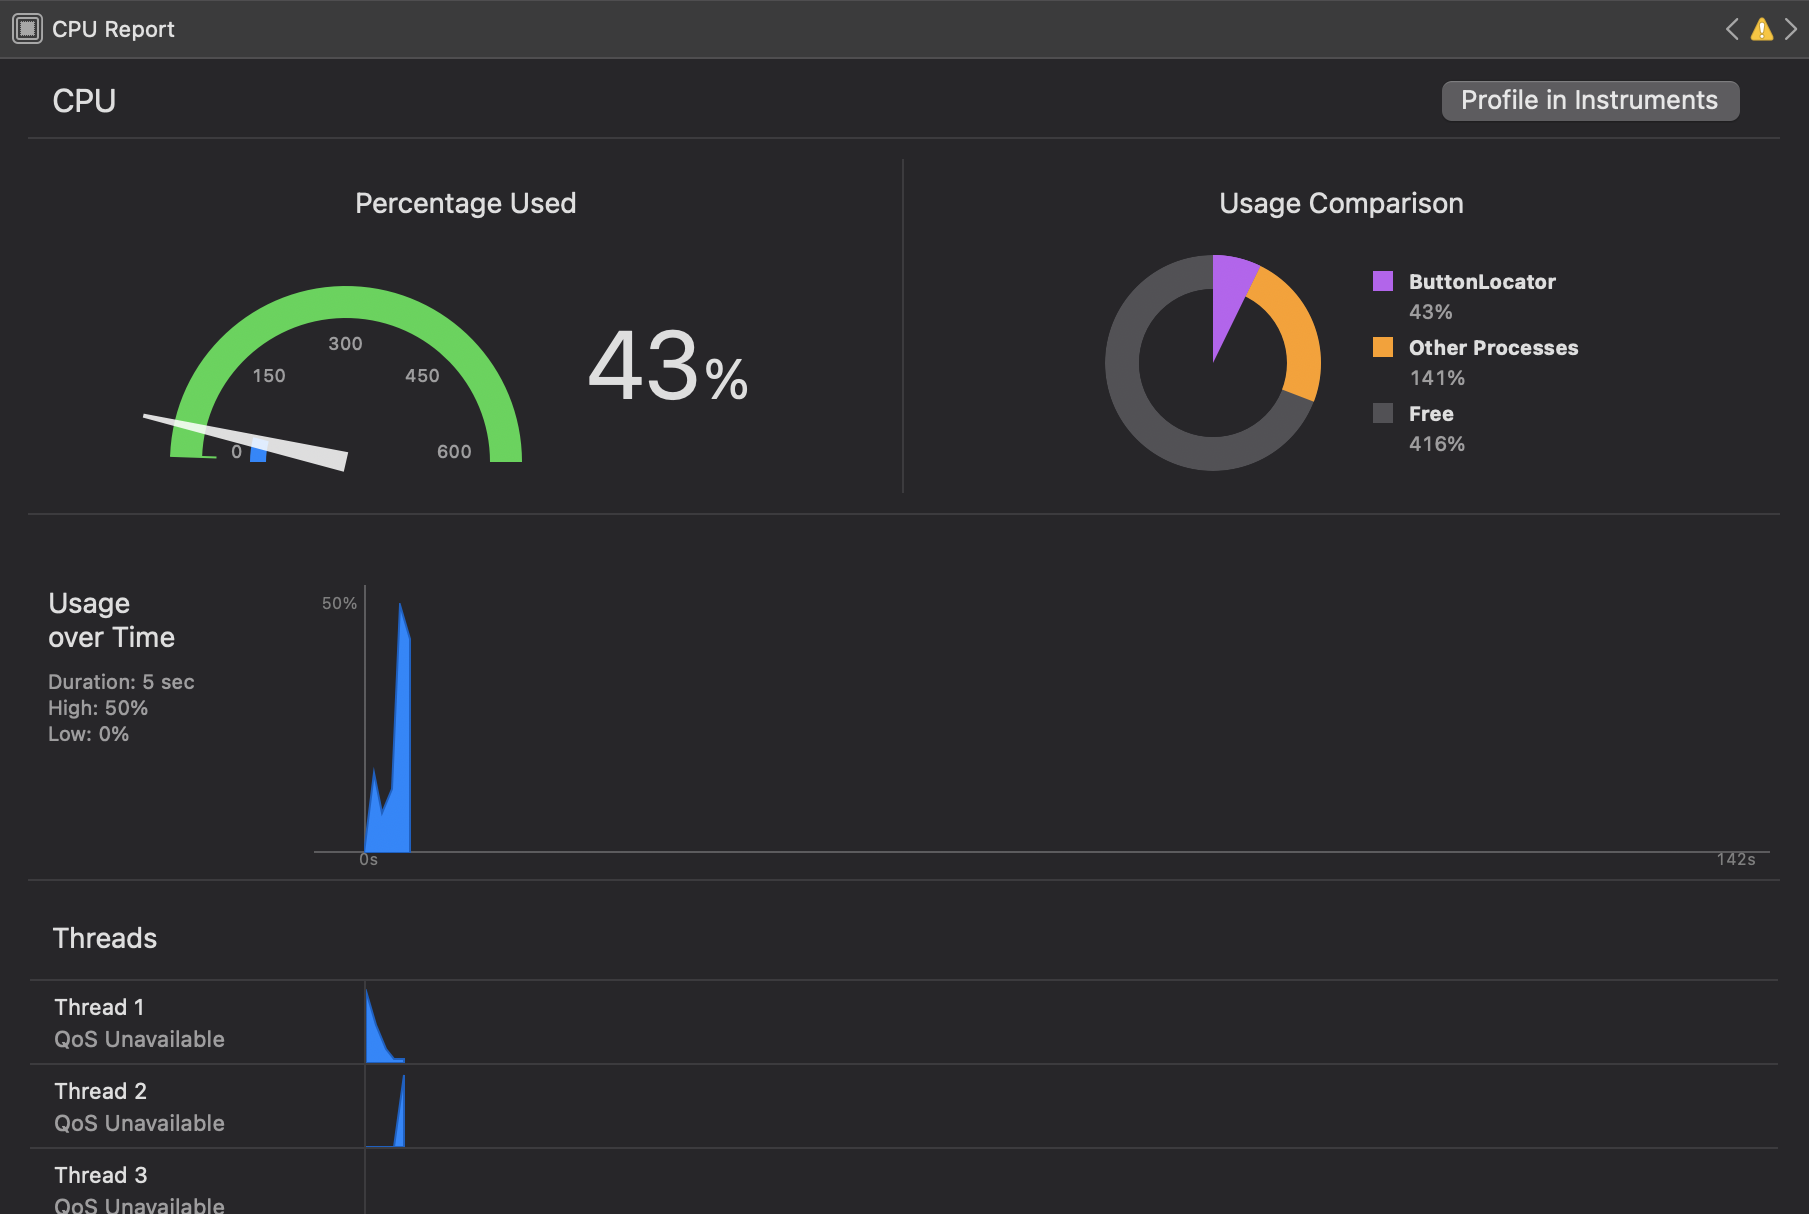 CPU Report
CPU
Profile in Instruments
Percentage Used
0
150
300
450
600
43%
Usage Comparison
ButtonLocator
43%
Other Processes
141%
Free
416%
Usage
over Time
Duration: 5 sec
High: 50%
Low: 0%
50%
0s
142s
Threads
Thread 1
QoS Unavailable
Thread 2
QoS Unavailable
Thread 3
QoS Unavailable